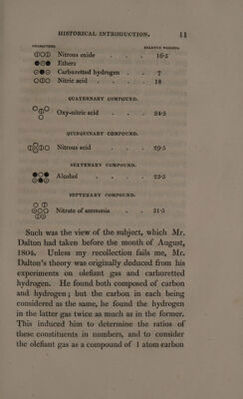 HISTORICAL INTRODUCTION. 11
CHARACTERS. RELATIVE WEIGHTS.
Nitrous oxide . . . . 16·5
Ethers
Carburetted hydrogen . . 7
Nitric acid . . . . 18
QUATERNARY COMPOUND.
Oxy-nitric acid . . . 24·5
QUINQUENARY COMPOUND.
Nitrous acid . . .
SEXTENARY COMPOUND.
Alcohol . . . . 23·5
SEPTENARY COMPOUND.
Nitrate of ammonia . .
Such was the view of the subject, which Mr.
Dalton had taken before the month of August,
1804. Unless my recollection fails me, Mr.
Dalton's theory was originally deduced from his
experiments on olefiant gas and carburetted
hydrogen. He found both composed of carbon
and hydrogen; but the carbon in each being
considered as the same, he found the hydrogen
in the latter gas twice as much as in the former.
This induced him to determine the ratios of
these constituents in numbers, and to consider
the olefiant gas as a compound of 1 atom carbon